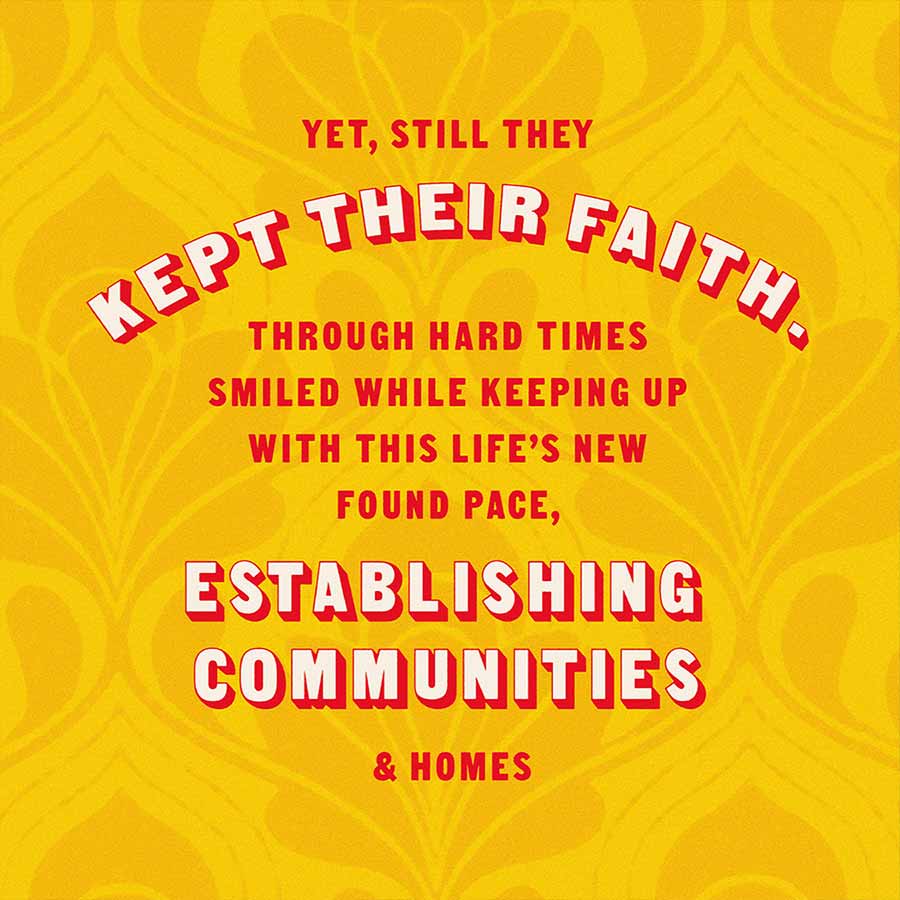 YET, STILL THEY
KEPT THEIR FAITH.
THROUGH HARD TIMES
SMILED WHILE KEEPING UP
WITH THIS LIFE'S NEW
FOUND PACE,
ESTABLISHING
COMMUNITIES
& HOMES